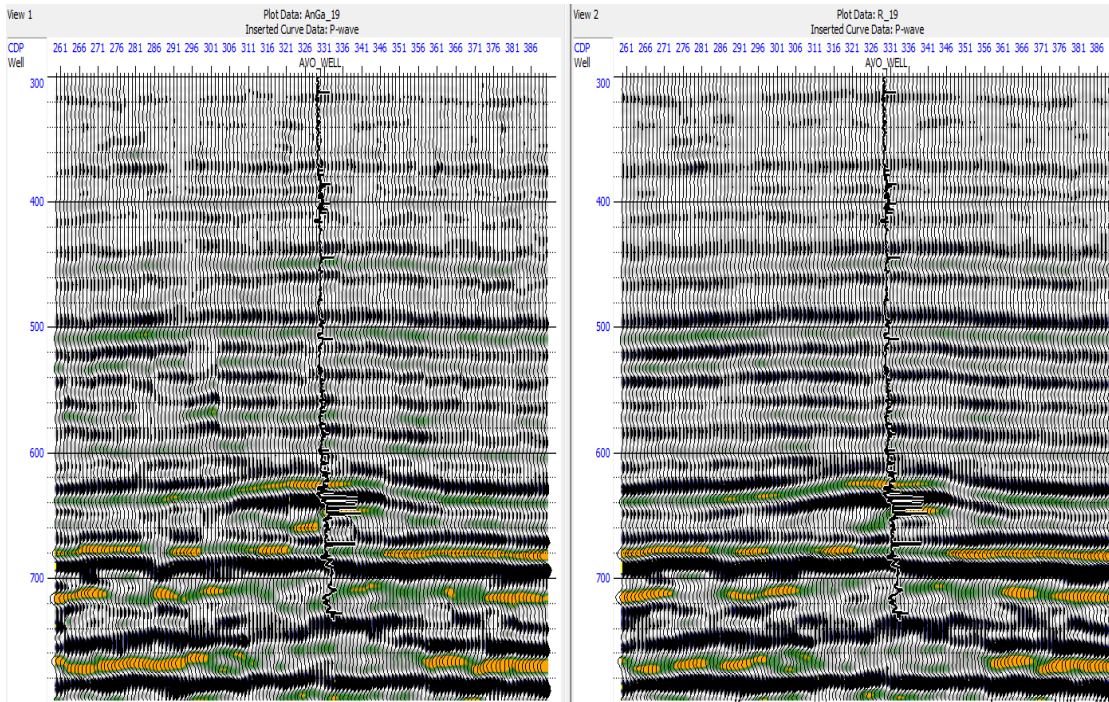 View 1
Plot Data: AnGa_19
Inserted Curve Data: P-wave
CDP 261 266 271 276 281 286 291 296 301 306 311 316 321 326 331 336 341 346 351 356 361 366 371 376 381 386
Well AVO_WELL
300
400
500
600
700
View 2
Plot Data: R_19
Inserted Curve Data: P-wave
CDP 261 266 271 276 281 286 291 296 301 306 311 316 321 326 331 336 341 346 351 356 361 366 371 376 381 386
Well AVO_WELL
300
400
500
600
700